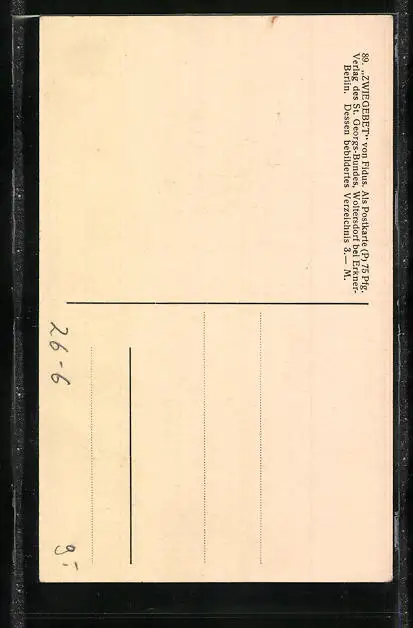 89. „ZWIEGEBET“ von Fidus. Als Postkarte (P) 75 Pfg.
Verlag des St. Georgs-Bundes, Woltersdorf bei Erkner-
Berlin. Dessen bebildertes Verzeichnis 3.— M.
26-6
9,-